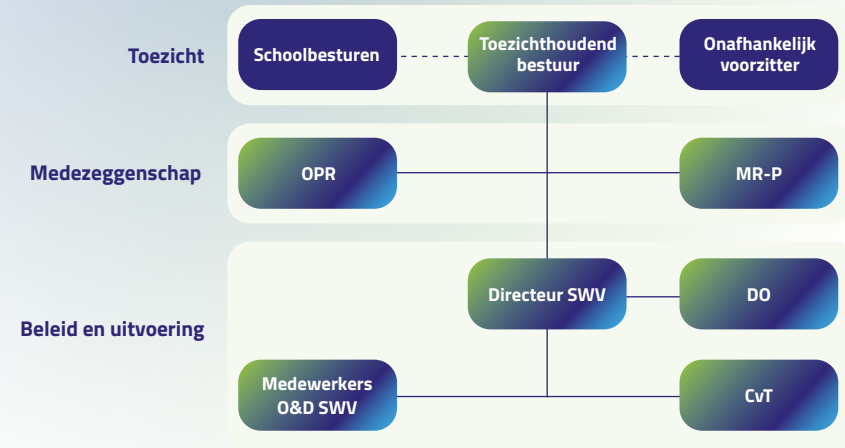 Toezicht
Schoolbesturen
Toezichthoudend
bestuur
Onafhankelijk
voorzitter
Medezeggenschap
OPR
MR-P
Beleid en uitvoering
Directeur SWV
DO
Medewerkers
O&D SWV
CvT